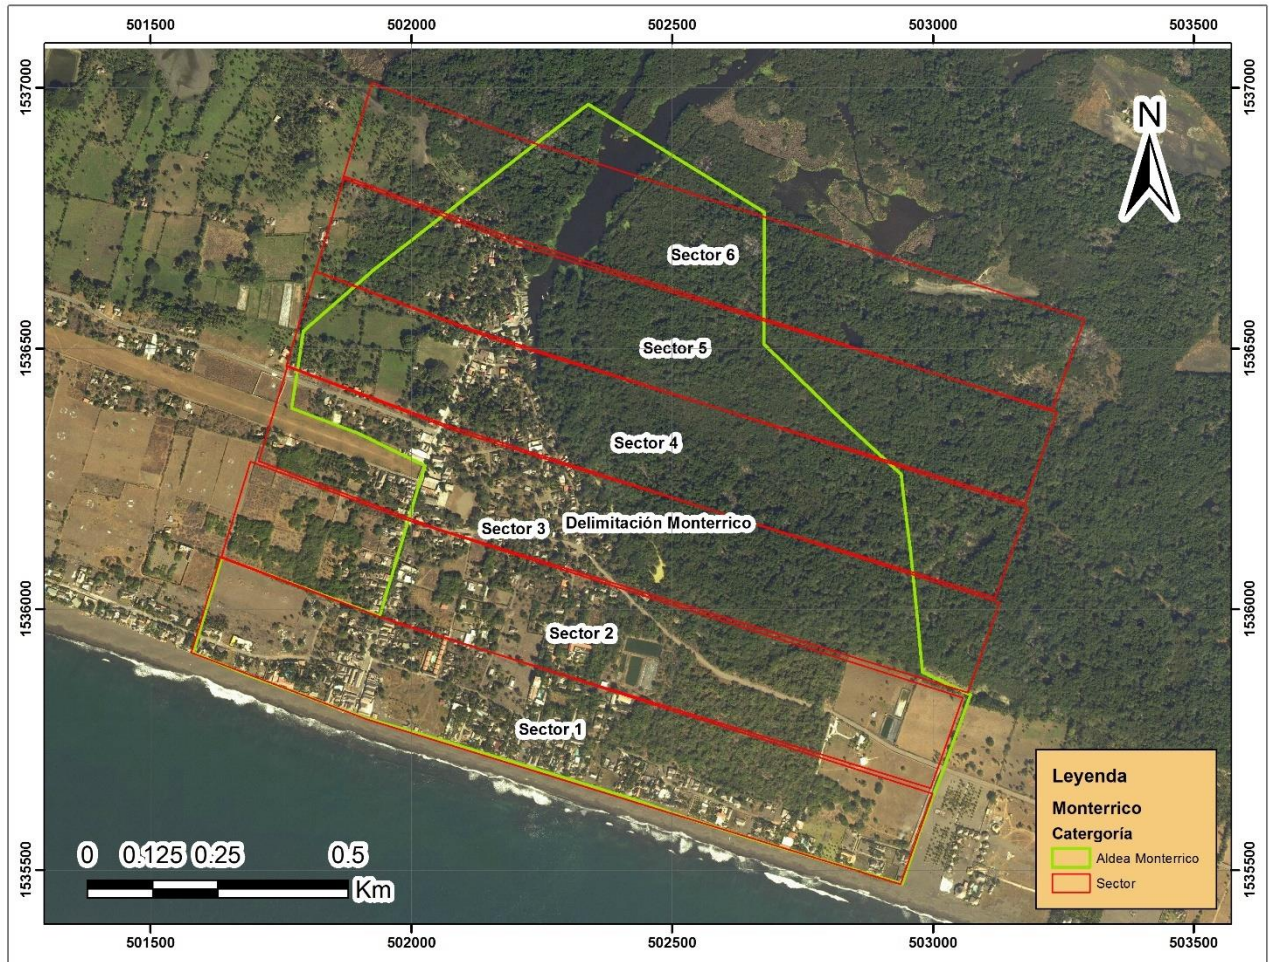 501500 502000 502500 503000 503500
1537000 1537000
N
Sector 6
1536500 1536500
Sector 5
Sector 4
Delimitación Monterrico
Sector 3
1536000 1536000
Sector 2
Sector 1
Leyenda
Monterrico
Catergoría
Aldea Monterrico
Sector
0 0.125 0.25 0.5
Km
1535500 1535500
501500 502000 502500 503000 503500